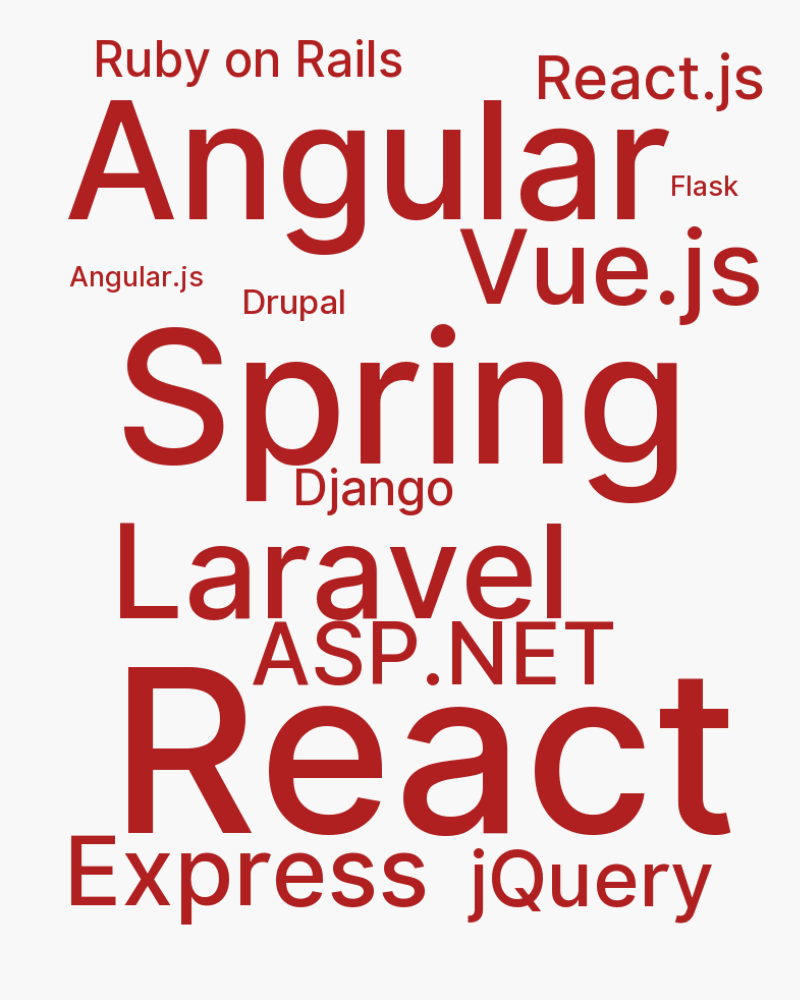 Ruby on Rails
React.js
Angular
Flask
Vue.js
Angular.js
Drupal
Spring
Django
Laravel
ASP.NET
React
Express
jQuery